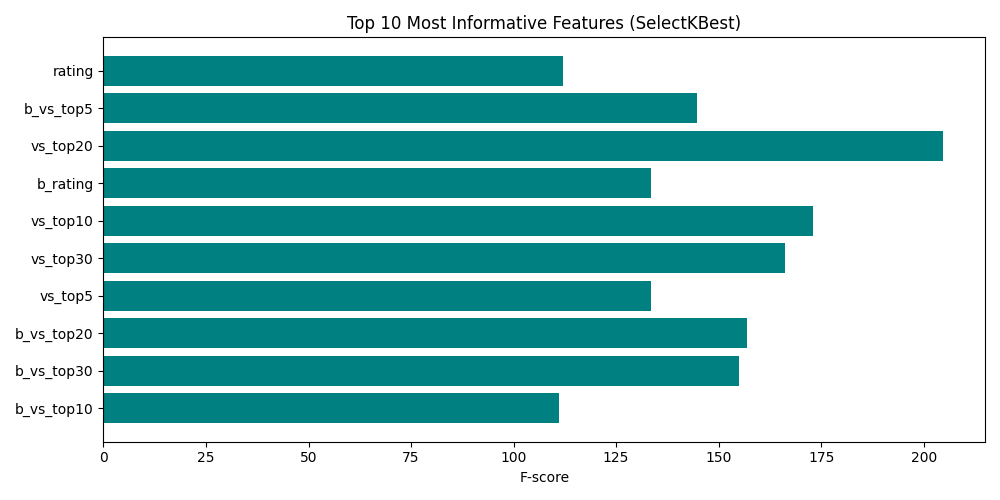 Top 10 Most Informative Features (SelectKBest)
rating
b_vs_top5
vs_top20
b_rating
vs_top10
vs_top30
vs_top5
b_vs_top20
b_vs_top30
b_vs_top10
0 25 50 75 100 125 150 175 200
F-score